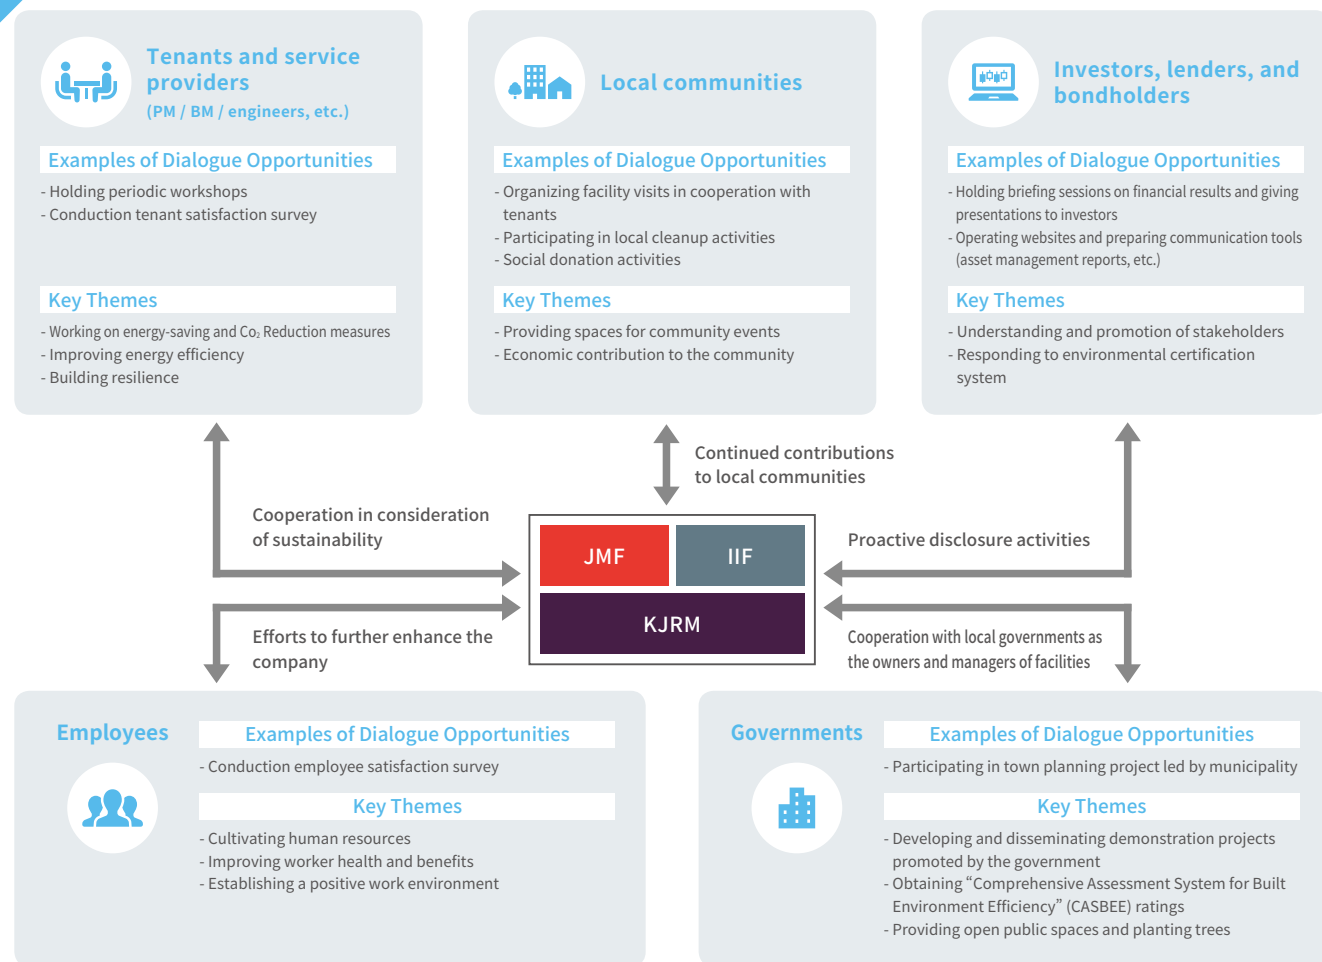 Tenants and service
providers
(PM / BM / engineers, etc.)
Examples of Dialogue Opportunities
- Holding periodic workshops
- Conduction tenant satisfaction survey
Key Themes
- Working on energy-saving and Co₂ Reduction measures
- Improving energy efficiency
- Building resilience
Local communities
Examples of Dialogue Opportunities
- Organizing facility visits in cooperation with
tenants
- Participating in local cleanup activities
- Social donation activities
Key Themes
- Providing spaces for community events
- Economic contribution to the community
Investors, lenders, and
bondholders
Examples of Dialogue Opportunities
- Holding briefing sessions on financial results and giving
presentations to investors
- Operating websites and preparing communication tools
(asset management reports, etc.)
Key Themes
- Understanding and promotion of stakeholders
- Responding to environmental certification
system
Continued contributions
to local communities
Cooperation in consideration
of sustainability
JMF
IIF
KJRM
Proactive disclosure activities
Efforts to further enhance the
company
Cooperation with local governments as
the owners and managers of facilities
Employees
Examples of Dialogue Opportunities
- Conduction employee satisfaction survey
Key Themes
- Cultivating human resources
- Improving worker health and benefits
- Establishing a positive work environment
Governments
Examples of Dialogue Opportunities
- Participating in town planning project led by municipality
Key Themes
- Developing and disseminating demonstration projects
promoted by the government
- Obtaining “Comprehensive Assessment System for Built
Environment Efficiency” (CASBEE) ratings
- Providing open public spaces and planting trees